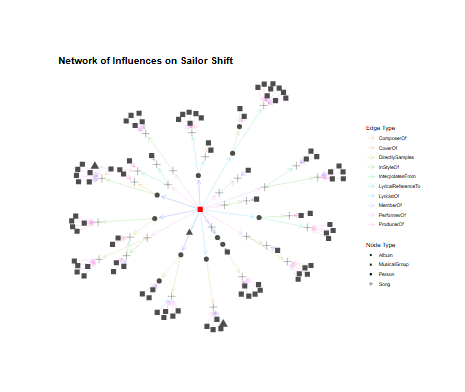 Network of Influences on Sailor Shift
Edge Type
ComposerOf
CoverOf
DirectlySamples
InStyleOf
InterpolatesFrom
LyricalReferenceTo
LyricistOf
MemberOf
PerformerOf
ProducerOf
Node Type
Album
MusicalGroup
Person
Song